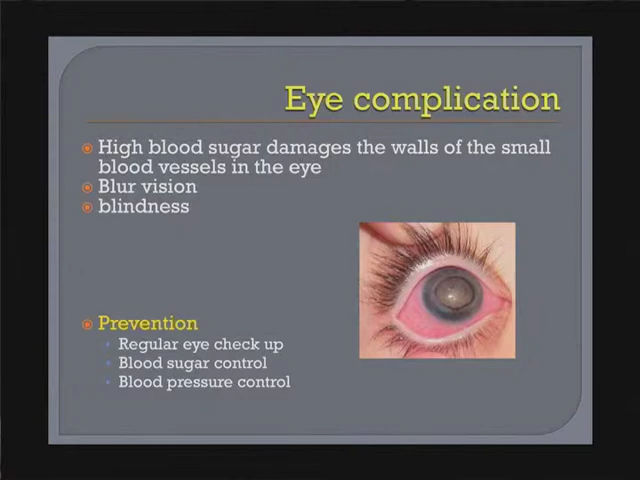 Eye complication
High blood sugar damages the walls of the small
blood vessels in the eye
Blur vision
blindness
Prevention
Regular eye check up
Blood sugar control
Blood pressure control